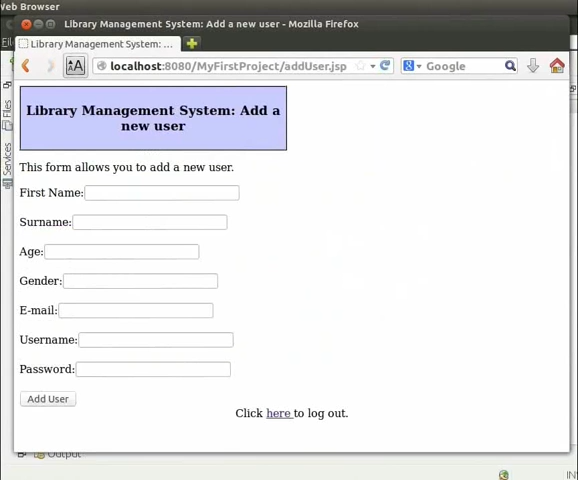 Web Browser
Library Management System: Add a new user - Mozilla Firefox
Library Management System: ...
localhost:8080/MyFirstProject/addUser.jsp
Google
Files
Services
Library Management System: Add a
new user
This form allows you to add a new user.
First Name:
Surname:
Age:
Gender:
E-mail:
Username:
Password:
Add User
Click here to log out.
Output